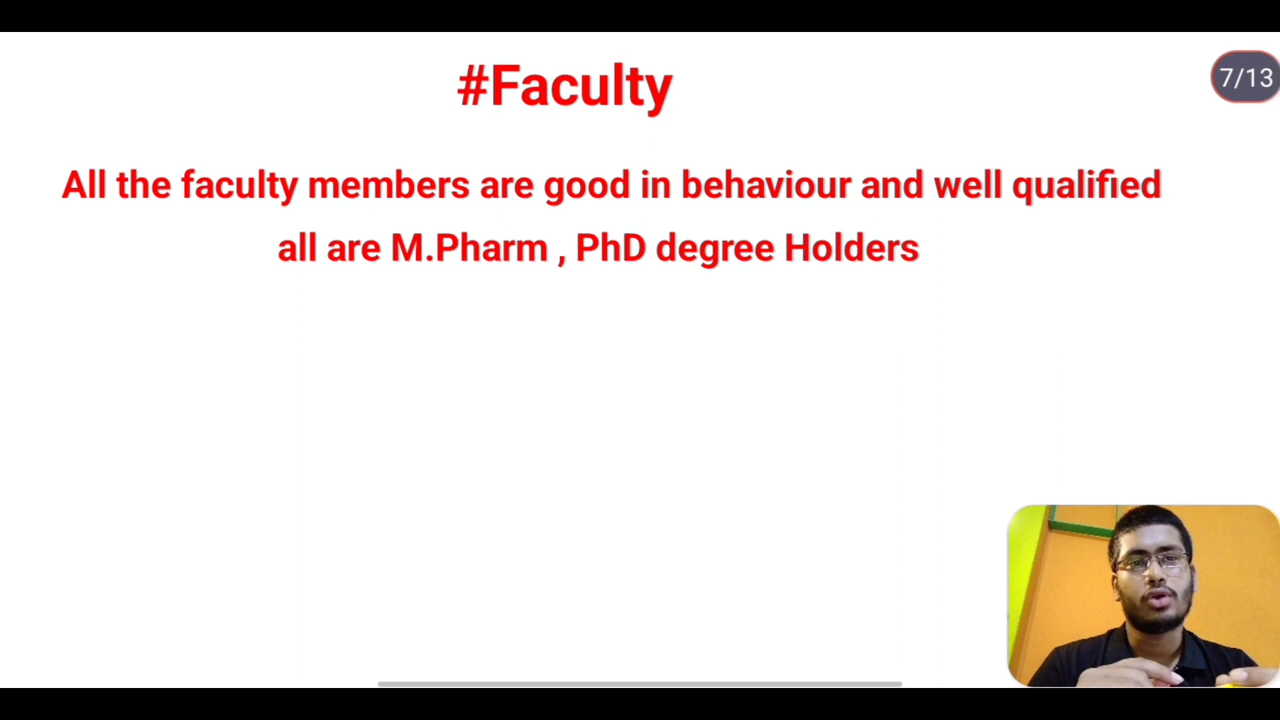 #Faculty
7/13
All the faculty members are good in behaviour and well qualified
all are M.Pharm , PhD degree Holders